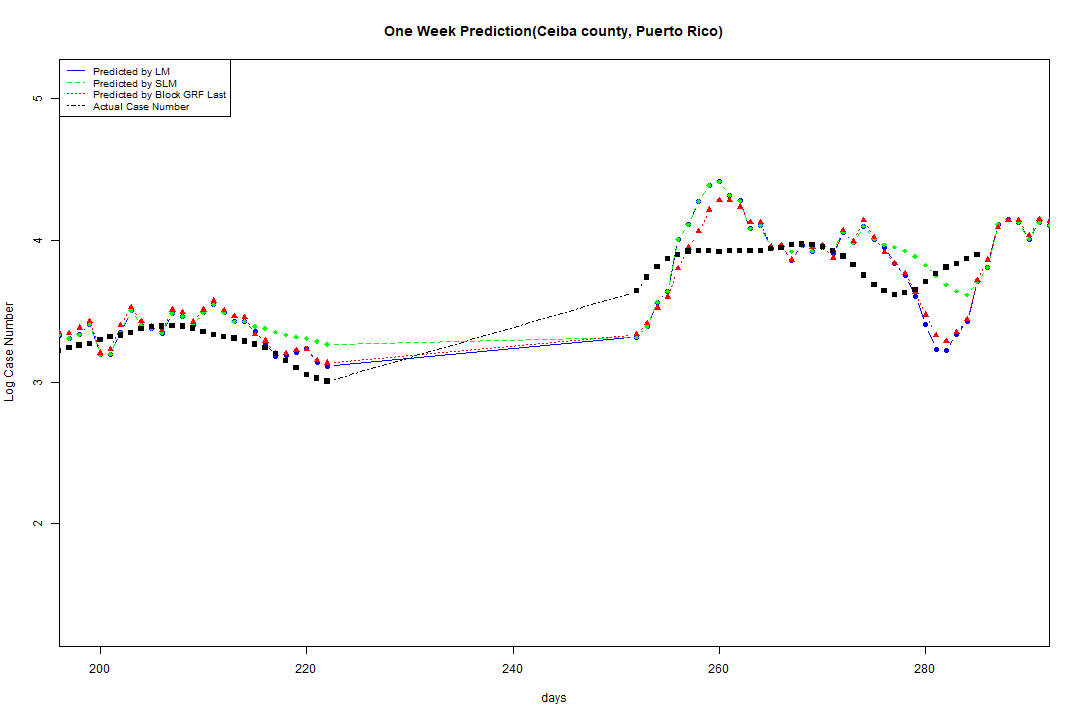 One Week Prediction(Ceiba county, Puerto Rico)
Predicted by LM
Predicted by SLM
Predicted by Block GRF Last
Actual Case Number
5
4
3
2
Log Case Number
200 220 240 260 280
days